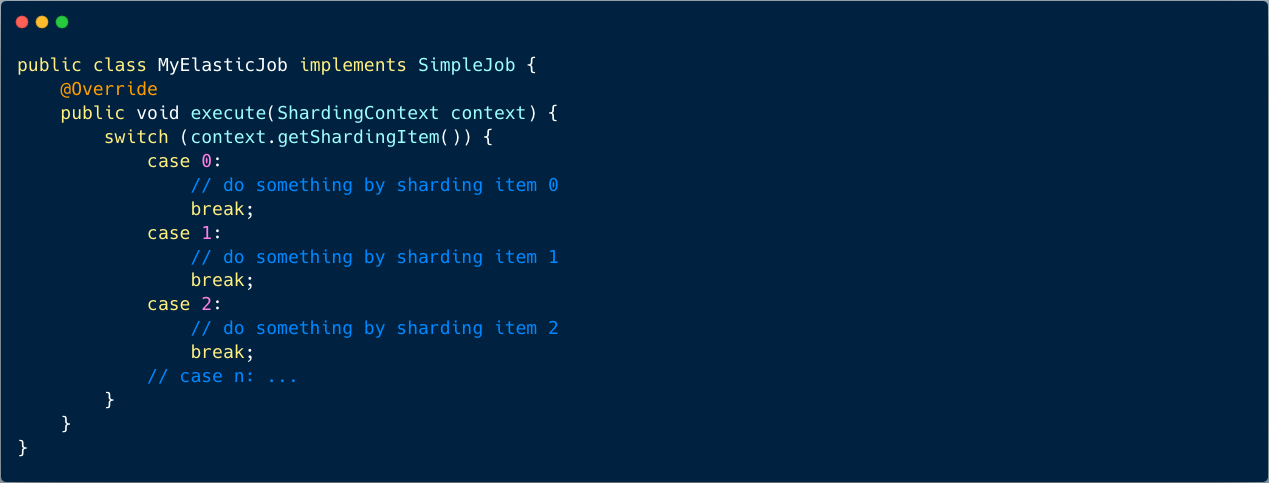 public class MyElasticJob implements SimpleJob {
    @Override
    public void execute(ShardingContext context) {
        switch (context.getShardingItem()) {
            case 0:
                // do something by sharding item 0
                break;
            case 1:
                // do something by sharding item 1
                break;
            case 2:
                // do something by sharding item 2
                break;
            // case n: ...
        }
    }
}